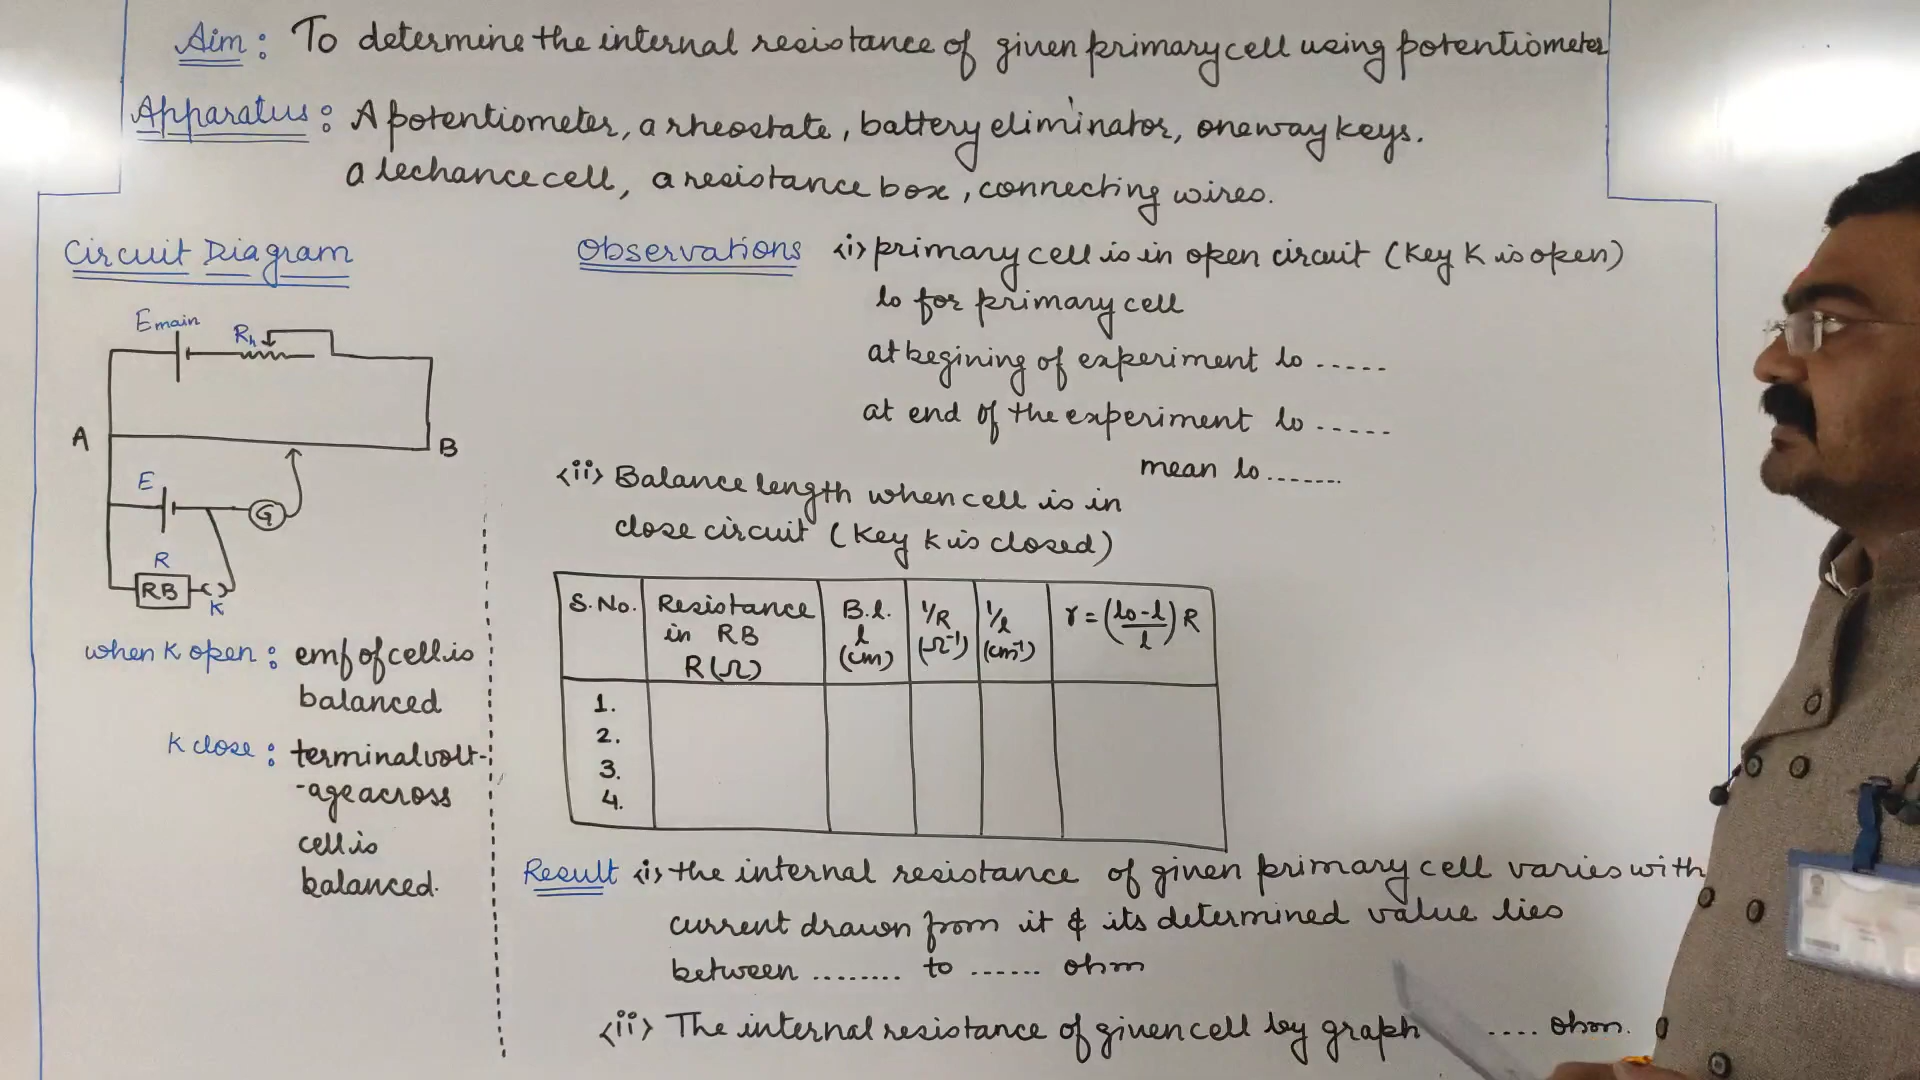 Aim : To determine the internal resistance of given primary cell using potentiometer
Apparatus : A potentiometer, a rheostate, battery eliminator, one way keys.
a lechance cell, a resistance box, connecting wires.
Circuit Diagram
Emain
Rh
A
B
E
G
R
RB
K
when K open : emf of cell is
balanced
K close : terminal volt-
-age across
cell is
balanced.
Observations <i> primary cell is in open circuit (Key K is open)
lo for primary cell
at begining of experiment lo .....
at end of the experiment lo .....
mean lo .......
<ii> Balance length when cell is in
close circuit (Key k is closed)
S. No. Resistance in RB R(Ω) B.l. l (cm) 1/R (Ω⁻¹) 1/l (cm⁻¹) r = (lo-l/l) R
1.
2.
3.
4.
Result <i> the internal resistance of given primary cell varies with
current drawn from it & its determined value lies
between ........ to ...... ohm
<ii> The internal resistance of given cell by graph .... ohm.